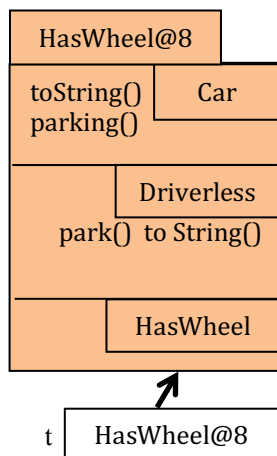 HasWheel@8
toString() Car
parking()
Driverless
park() to String()
HasWheel
t HasWheel@8